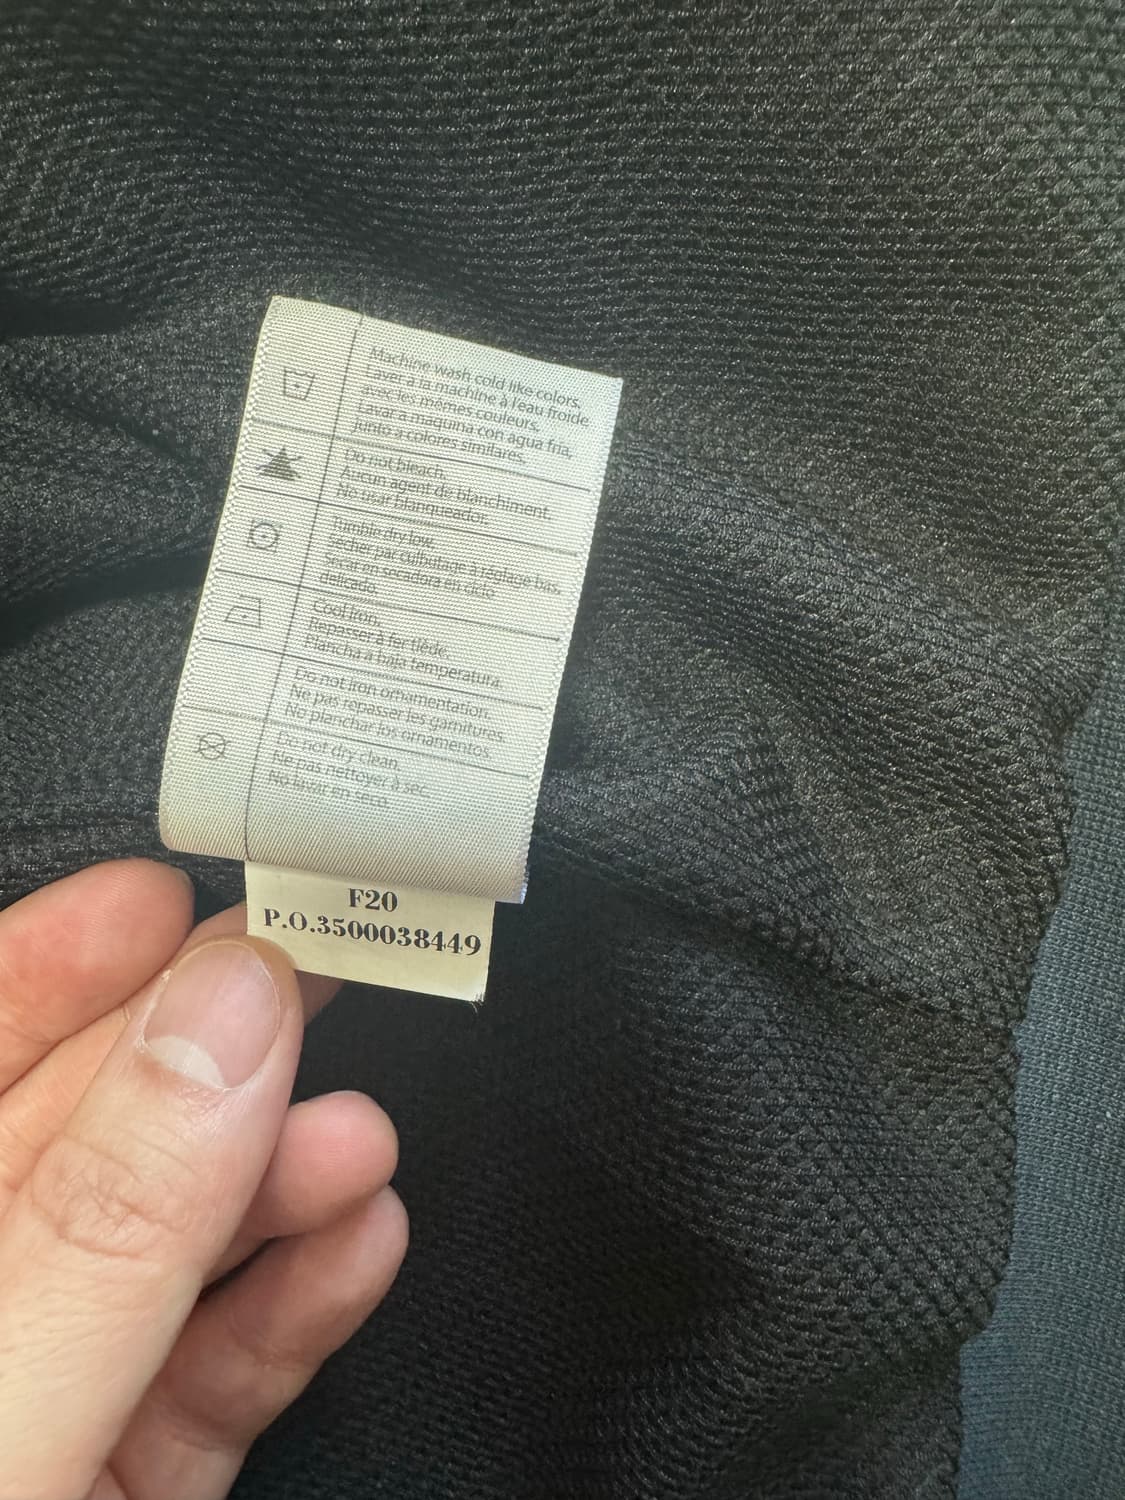 Machine wash cold like colors.
Laver a la machine à l'eau froide
avec les mêmes couleurs.
Lavar a maquina con agua fria,
junto a colores similares.
Do not bleach.
Aucun agent de blanchiment.
No usar blanqueador.
Tumble dry low.
Sécher par culbutage à réglage bas.
Secar en secadora en ciclo
delicado.
Cool Iron.
Repasser à fer tiède.
Plancha a baja temperatura.
Do not iron ornamentation.
Ne pas repasser les garnitures.
No planchar los ornamentos.
Do not dry clean.
Ne pas nettoyer à sec.
No lavar en seco.
F20
P.O.3500038449